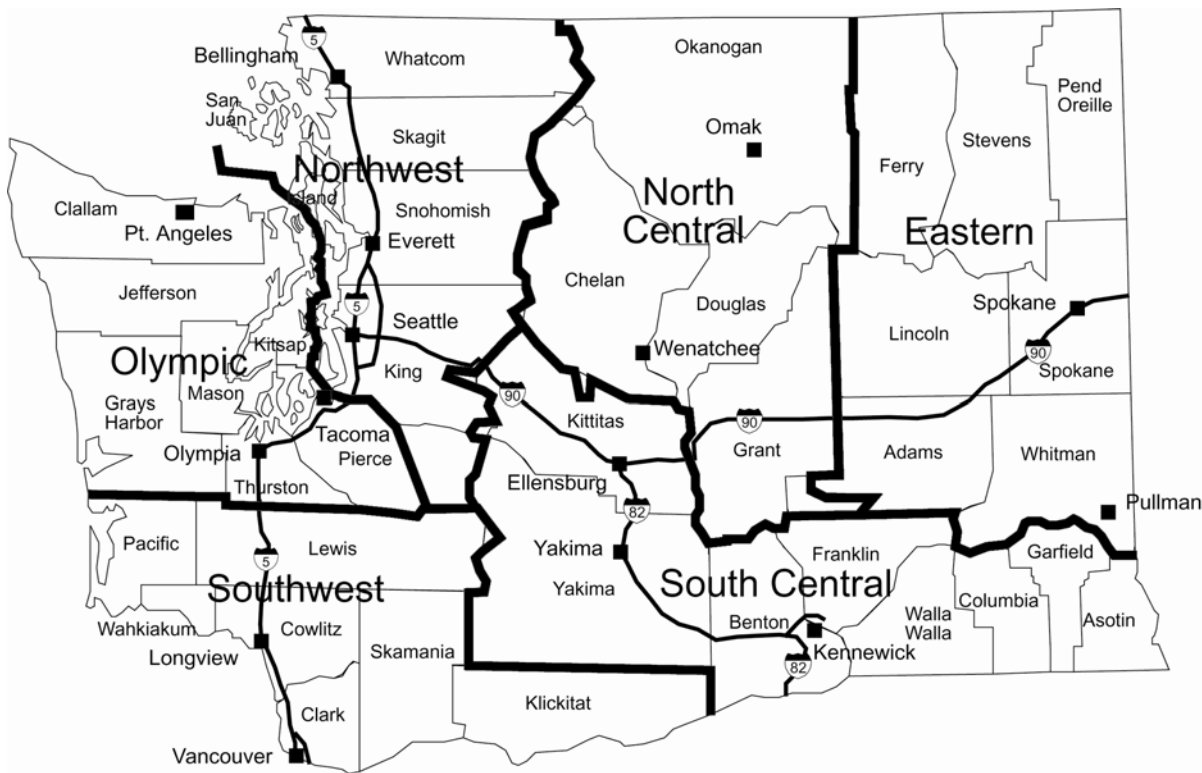 5
Bellingham
Whatcom
Okanogan
San
Juan
Pend
Oreille
Skagit
Omak
Stevens
Northwest
Ferry
Island
North
Central
Clallam
Snohomish
Pt. Angeles
Everett
Eastern
Chelan
Jefferson
5
Douglas
Spokane
Seattle
Lincoln
Kitsap
Wenatchee
90
Olympic
King
Spokane
Mason
90
Grays
Harbor
Kittitas
90
Tacoma
Grant
Adams
Whitman
Olympia
Pierce
Ellensburg
Thurston
82
Pullman
Pacific
Lewis
Yakima
Franklin
Garfield
5
Southwest
Yakima
South Central
Columbia
Walla
Walla
Wahkiakum
Cowlitz
Benton
Asotin
Longview
Skamania
Kennewick
82
Klickitat
Clark
Vancouver